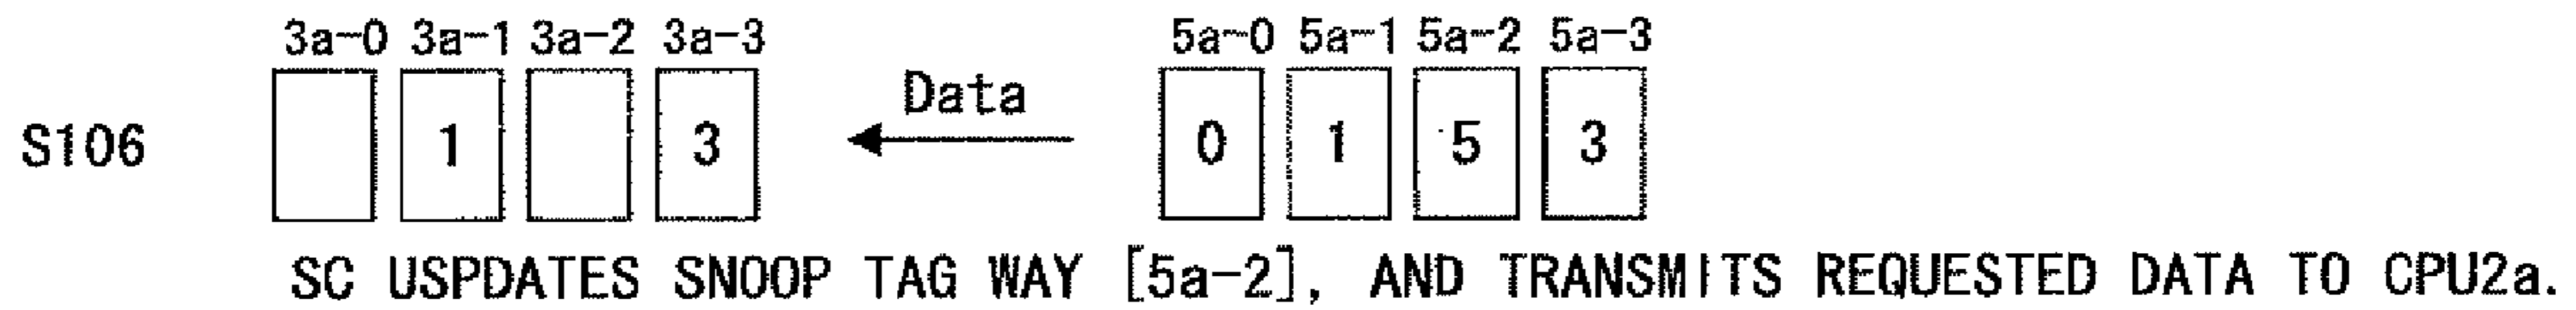 3a-0 3a-1 3a-2 3a-3 5a-0 5a-1 5a-2 5a-3
S106 1 3 Data 0 1 5 3
SC USPDATES SNOOP TAG WAY [5a-2], AND TRANSMITS REQUESTED DATA TO CPU2a.